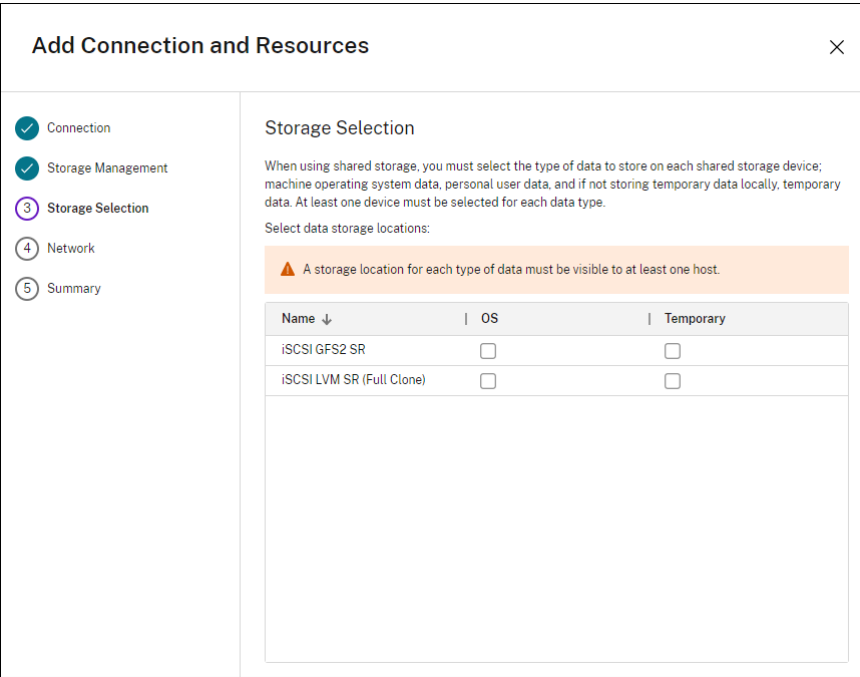 Add Connection and Resources
Connection
Storage Management
3 Storage Selection
4 Network
5 Summary
Storage Selection
When using shared storage, you must select the type of data to store on each shared storage device;
machine operating system data, personal user data, and if not storing temporary data locally, temporary
data. At least one device must be selected for each data type.
Select data storage locations:
A storage location for each type of data must be visible to at least one host.
Name ↓ | OS | Temporary
iSCSI GFS2 SR
iSCSI LVM SR (Full Clone)